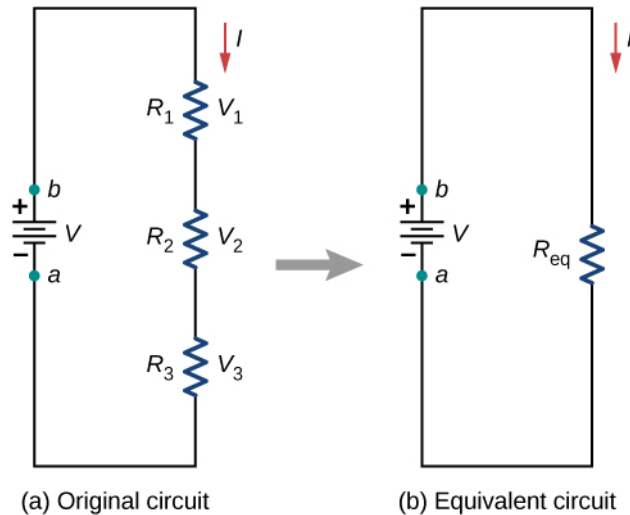 I
R1 V1
b
+
V
R2 V2
−
a
R3 V3
(a) Original circuit
I
b
+
V
Req
−
a
(b) Equivalent circuit